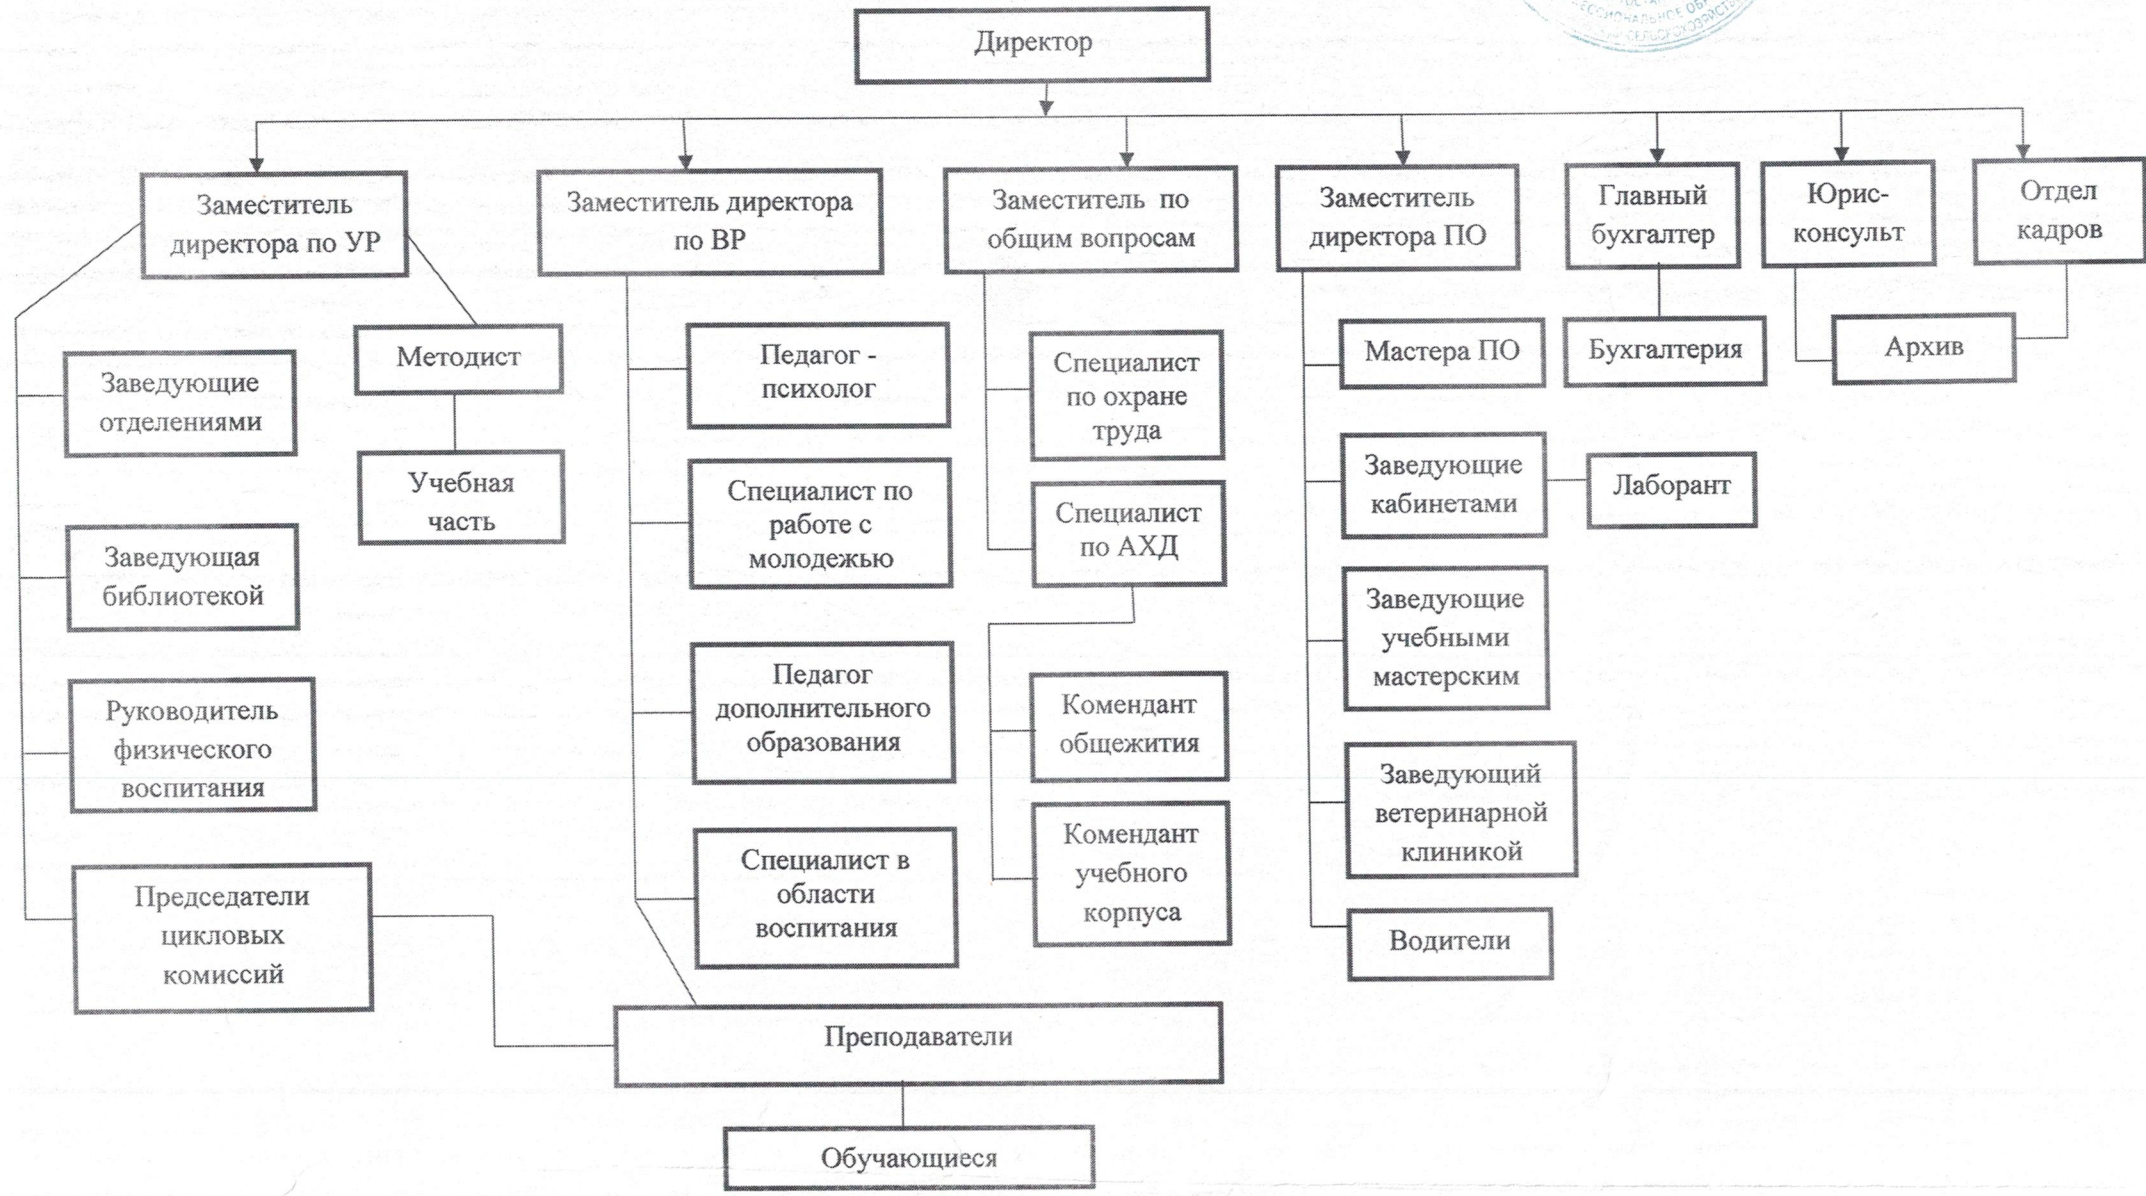 Директор
Заместитель
директора по УР
Заместитель директора
по ВР
Заместитель по
общим вопросам
Заместитель
директора ПО
Главный
бухгалтер
Юрис-
консульт
Отдел
кадров
Заведующие
отделениями
Методист
Учебная
часть
Заведующая
библиотекой
Руководитель
физического
воспитания
Председатели
цикловых
комиссий
Педагог -
психолог
Специалист по
работе с
молодежью
Педагог
дополнительного
образования
Специалист в
области
воспитания
Специалист
по охране
труда
Специалист
по АХД
Комендант
общежития
Комендант
учебного
корпуса
Мастера ПО
Заведующие
кабинетами
Лаборант
Заведующие
учебными
мастерским
Заведующий
ветеринарной
клиникой
Водители
Бухгалтерия
Архив
Преподаватели
Обучающиеся